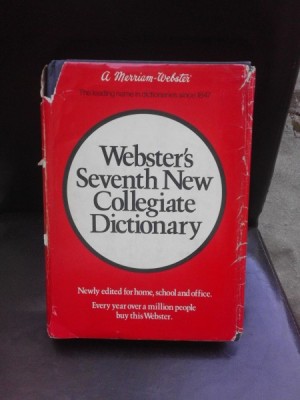 A Merriam-Webster
Webster's
Seventh New
Collegiate
Dictionary
Newly edited for home, school and office.
Every year over a million people
buy this Webster.